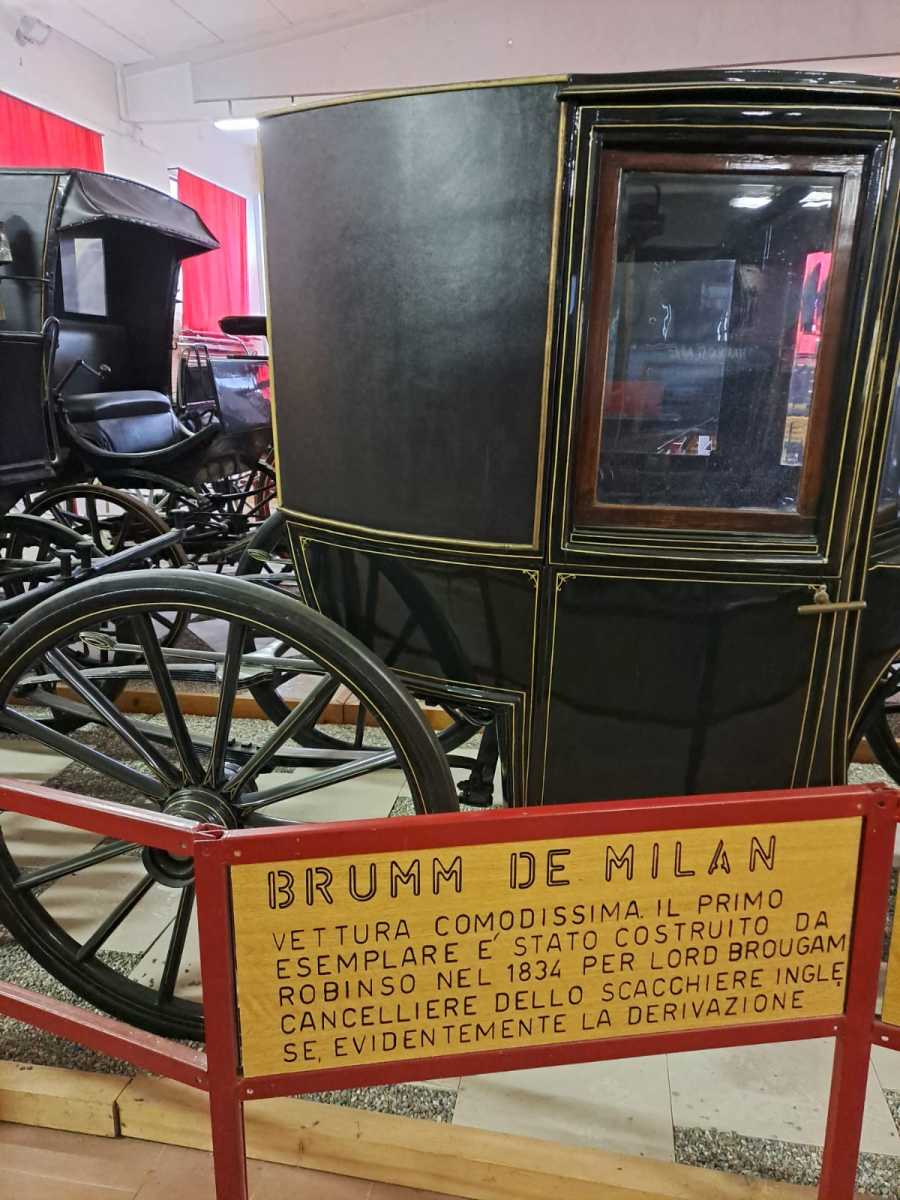 BRUMM DE MILAN
VETTURA COMODISSIMA. IL PRIMO
ESEMPLARE E' STATO COSTRUITO DA
ROBINSO NEL 1834 PER LORD BROUGAM
CANCELLIERE DELLO SCACCHIERE INGLE
SE, EVIDENTEMENTE LA DERIVAZIONE